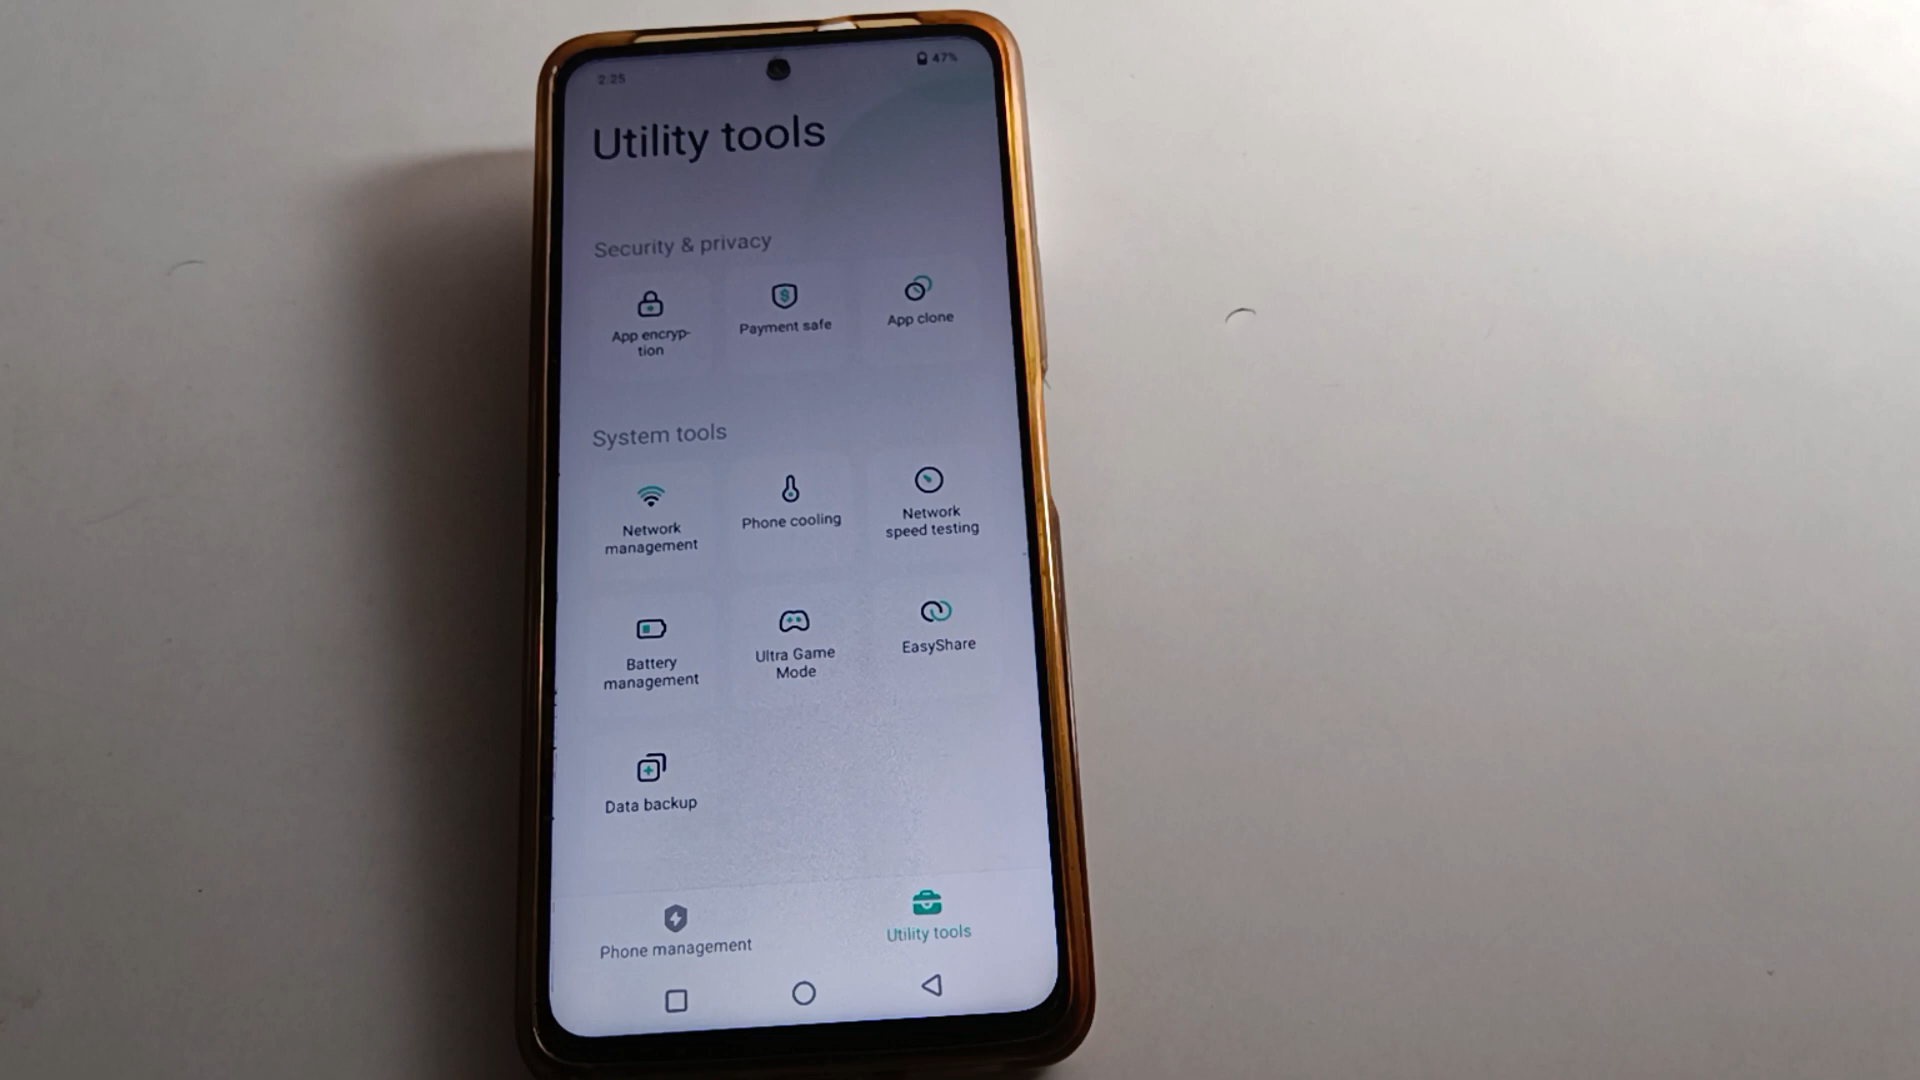 2:25
47%
Utility tools
Security & privacy
App encryp-
tion
Payment safe
App clone
System tools
Network
management
Phone cooling
Network
speed testing
Battery
management
Ultra Game
Mode
EasyShare
Data backup
Phone management
Utility tools